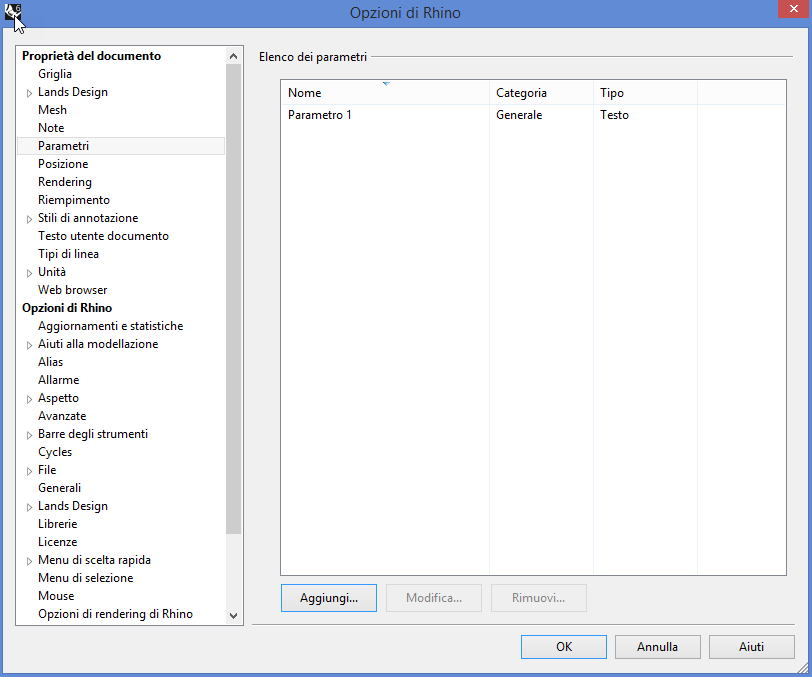 Opzioni di Rhino
Proprietà del documento
Griglia
Lands Design
Mesh
Note
Parametri
Posizione
Rendering
Riempimento
Stili di annotazione
Testo utente documento
Tipi di linea
Unità
Web browser
Opzioni di Rhino
Aggiornamenti e statistiche
Aiuti alla modellazione
Alias
Allarme
Aspetto
Avanzate
Barre degli strumenti
Cycles
File
Generali
Lands Design
Librerie
Licenze
Menu di scelta rapida
Menu di selezione
Mouse
Opzioni di rendering di Rhino
Elenco dei parametri
Nome Categoria Tipo
Parametro 1 Generale Testo
Aggiungi... Modifica... Rimuovi...
OK Annulla Aiuti